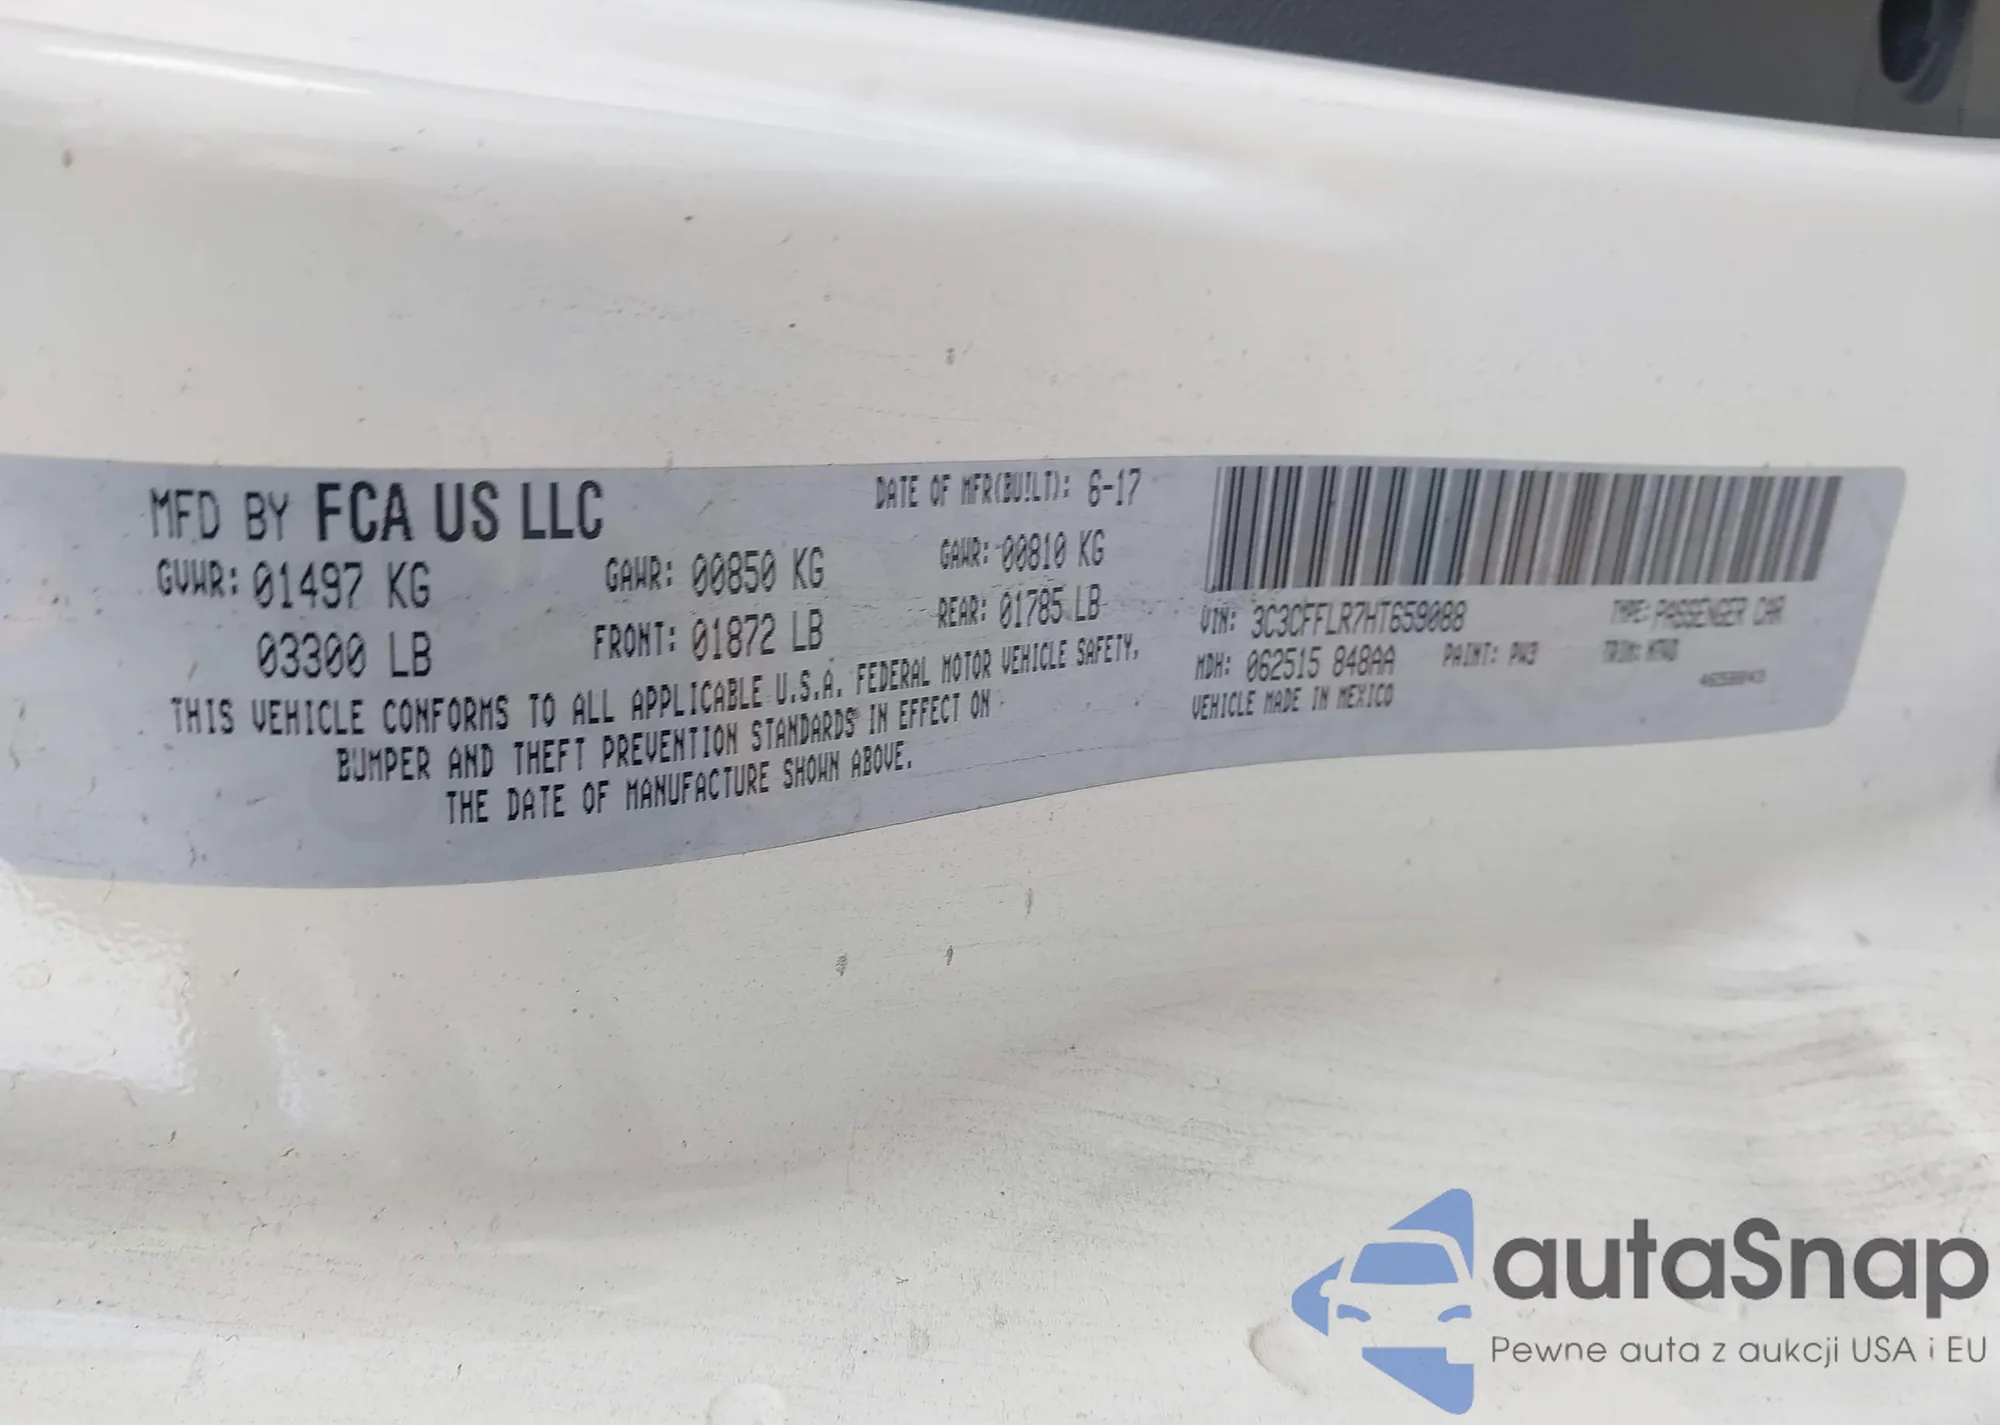 MFD BY FCA US LLC
DATE OF MFR(BUILT): 6-17
GVWR: 01497 KG
GAWR: 00850 KG
GAWR: 00810 KG
03300 LB
FRONT: 01872 LB
REAR: 01785 LB
THIS VEHICLE CONFORMS TO ALL APPLICABLE U.S.A. FEDERAL MOTOR VEHICLE SAFETY,
BUMPER AND THEFT PREVENTION STANDARDS IN EFFECT ON
THE DATE OF MANUFACTURE SHOWN ABOVE.
VIN: 3C3CFFLR7HT659088
TYPE: PASSENGER CAR
MDH: 062515 848AA
PAINT: PW3
TRIM:
VEHICLE MADE IN MEXICO
autaSnap
Pewne auta z aukcji USA i EU